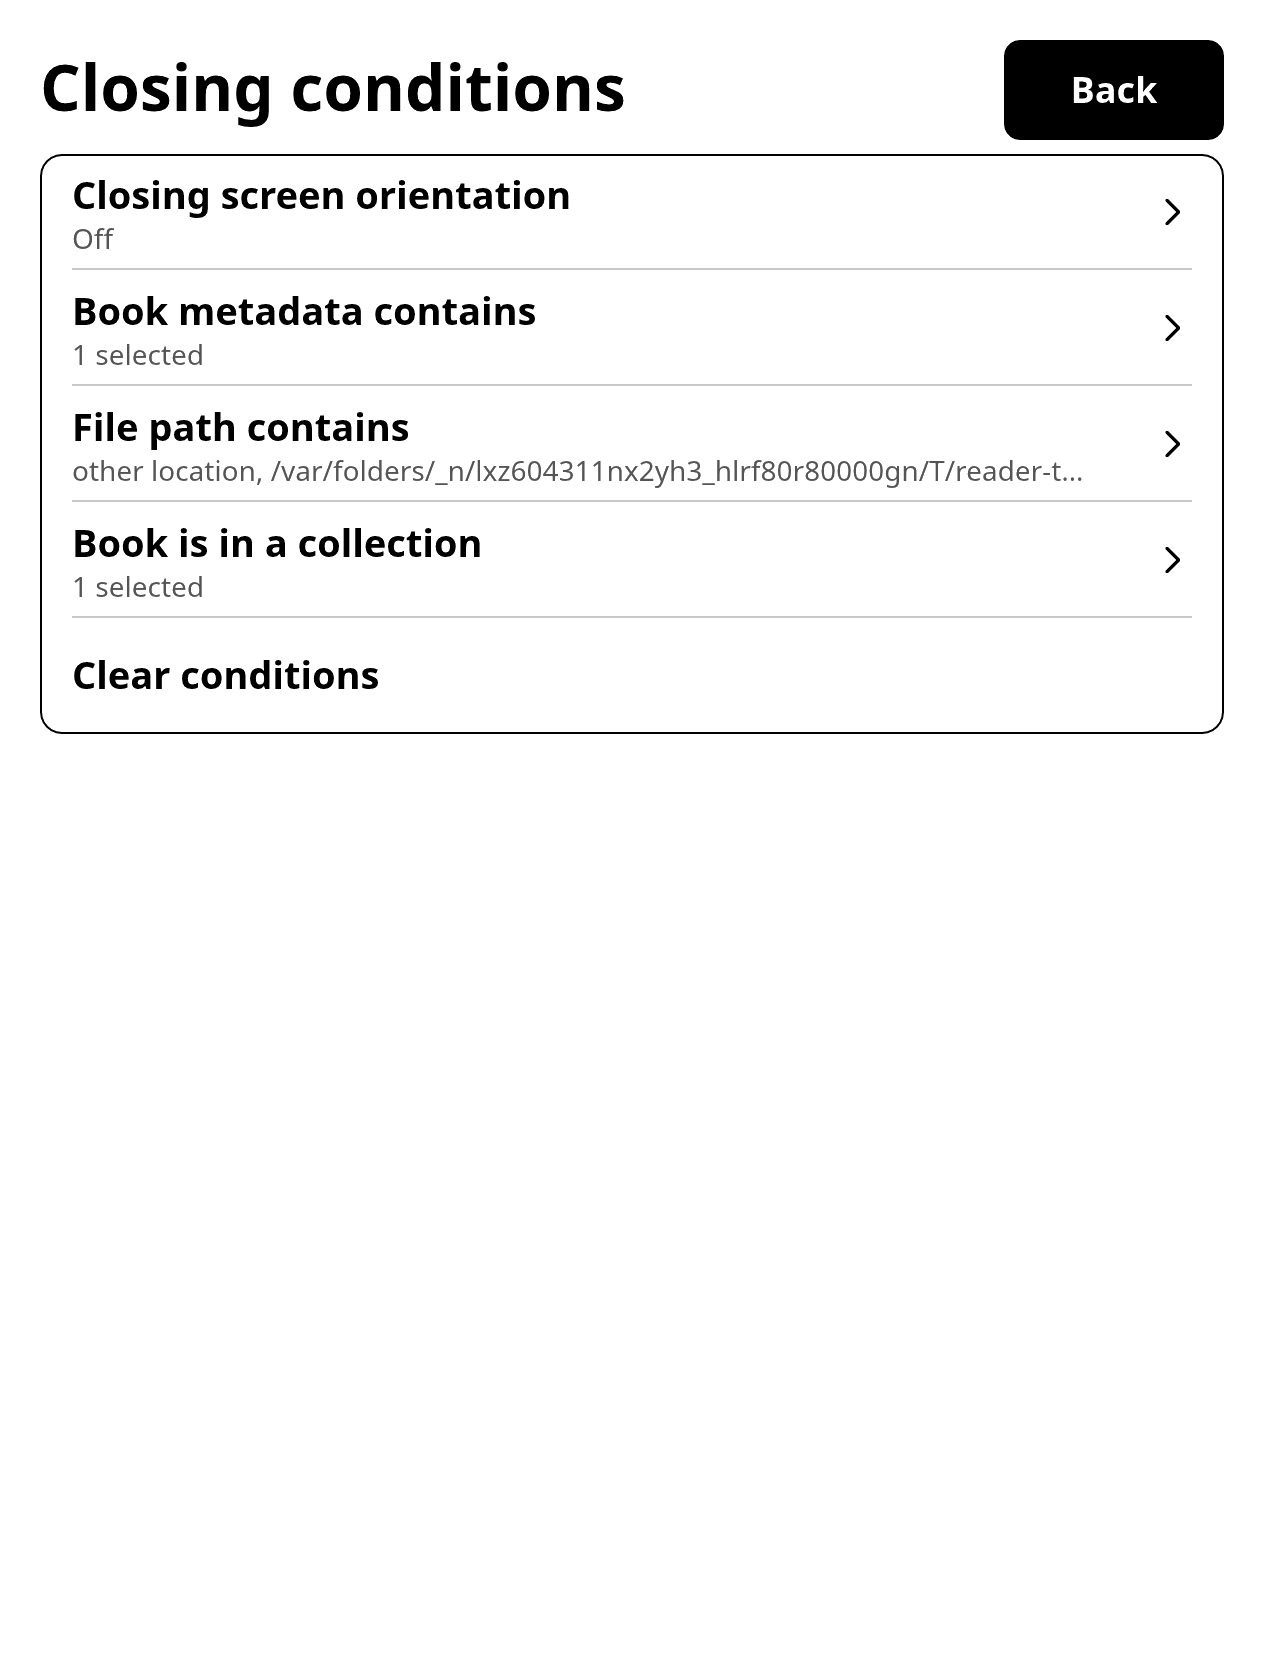 Closing conditions
Back
Closing screen orientation
Off
Book metadata contains
1 selected
File path contains
other location, /var/folders/_n/lxz604311nx2yh3_hlrf80r80000gn/T/reader-t...
Book is in a collection
1 selected
Clear conditions